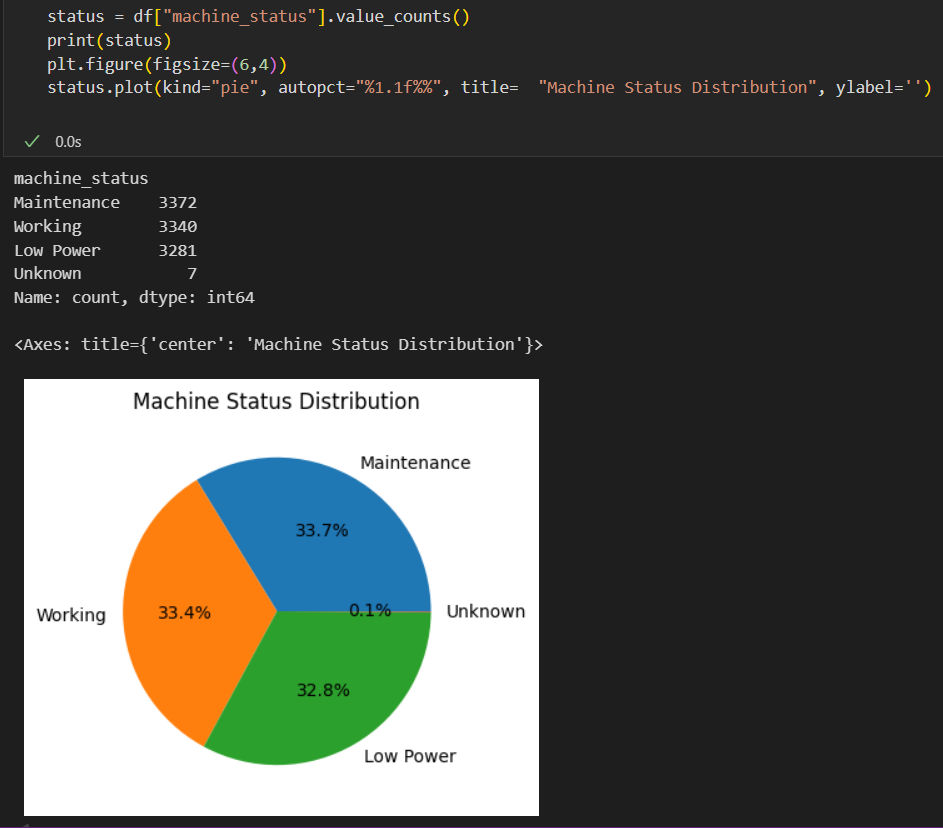 status = df["machine_status"].value_counts()
print(status)
plt.figure(figsize=(6,4))
status.plot(kind="pie", autopct="%1.1f%%", title=  "Machine Status Distribution", ylabel='')
0.0s
machine_status
Maintenance    3372
Working        3340
Low Power      3281
Unknown           7
Name: count, dtype: int64
<Axes: title={'center': 'Machine Status Distribution'}>
Machine Status Distribution
Maintenance
33.7%
Working
33.4%
0.1%
Unknown
32.8%
Low Power